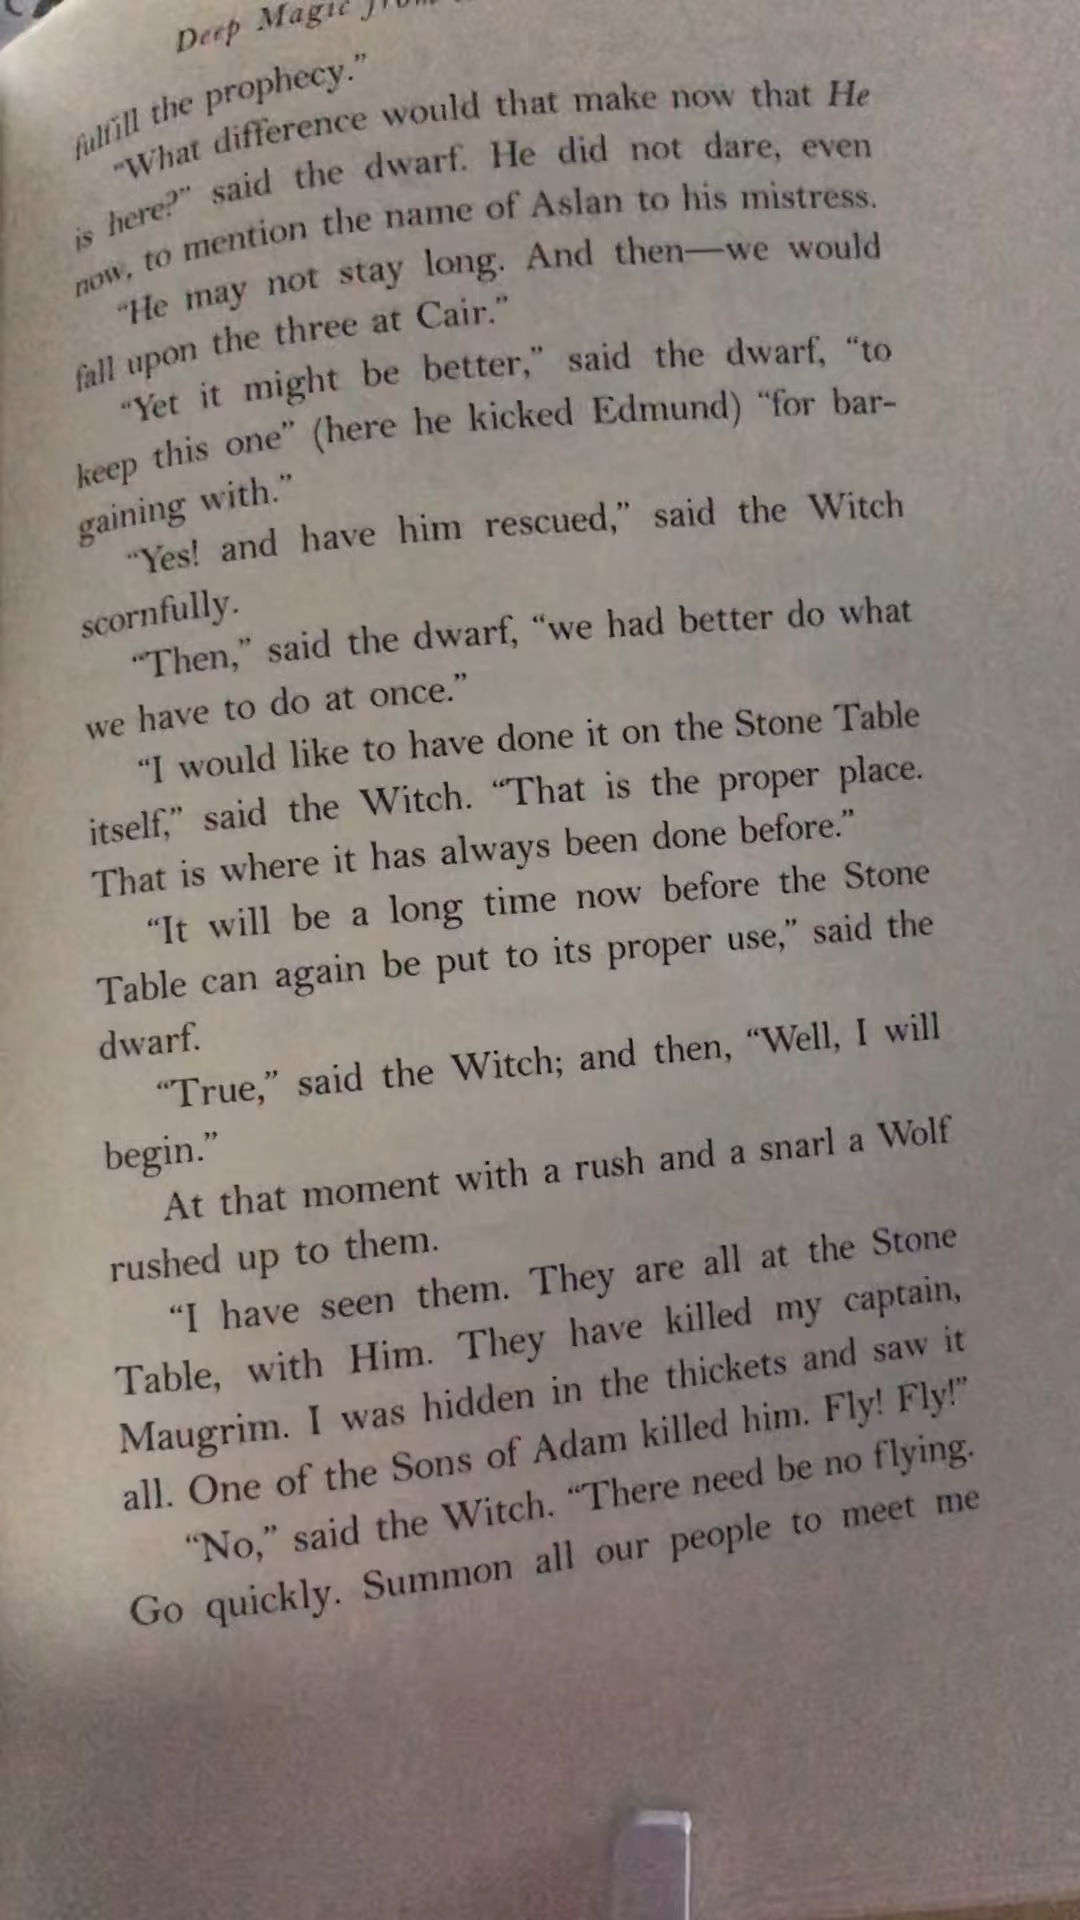 Deep Magic from
fulfill the prophecy.”
“What difference would that make now that He
is here?” said the dwarf. He did not dare, even
now, to mention the name of Aslan to his mistress.
“He may not stay long. And then—we would
fall upon the three at Cair.”
“Yet it might be better,” said the dwarf, “to
keep this one” (here he kicked Edmund) “for bar-
gaining with.”
“Yes! and have him rescued,” said the Witch
scornfully.
“Then,” said the dwarf, “we had better do what
we have to do at once.”
“I would like to have done it on the Stone Table
itself,” said the Witch. “That is the proper place.
That is where it has always been done before.”
“It will be a long time now before the Stone
Table can again be put to its proper use,” said the
dwarf.
“True,” said the Witch; and then, “Well, I will
begin.”
At that moment with a rush and a snarl a Wolf
rushed up to them.
“I have seen them. They are all at the Stone
Table, with Him. They have killed my captain,
Maugrim. I was hidden in the thickets and saw it
all. One of the Sons of Adam killed him. Fly! Fly!”
“No,” said the Witch. “There need be no flying.
Go quickly. Summon all our people to meet me